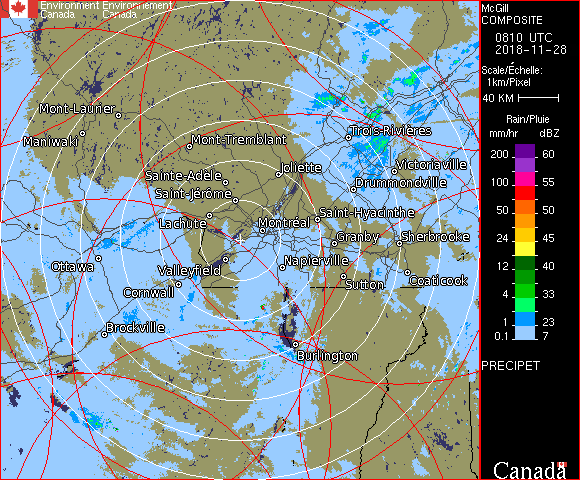 Environment Environnement
Canada Canada
McGill
COMPOSITE
0810 UTC
2018-11-28
Scale/Échelle:
1km/Pixel
40 KM
Rain/Pluie
mm/hr dBZ
200 60
100 55
50 50
24 45
12 40
4 33
1 23
0.1 7
PRECIPET
Canada
Mont-Laurier
Maniwaki
Mont-Tremblant
Trois-Rivières
Joliette
Victoriaville
Sainte-Adèle
Drummondville
Saint-Jérôme
Saint-Hyacinthe
Lachute
Montréal
Granby
Sherbrooke
Ottawa
Valleyfield
Napierville
Sutton
Coaticook
Cornwall
Brockville
Burlington